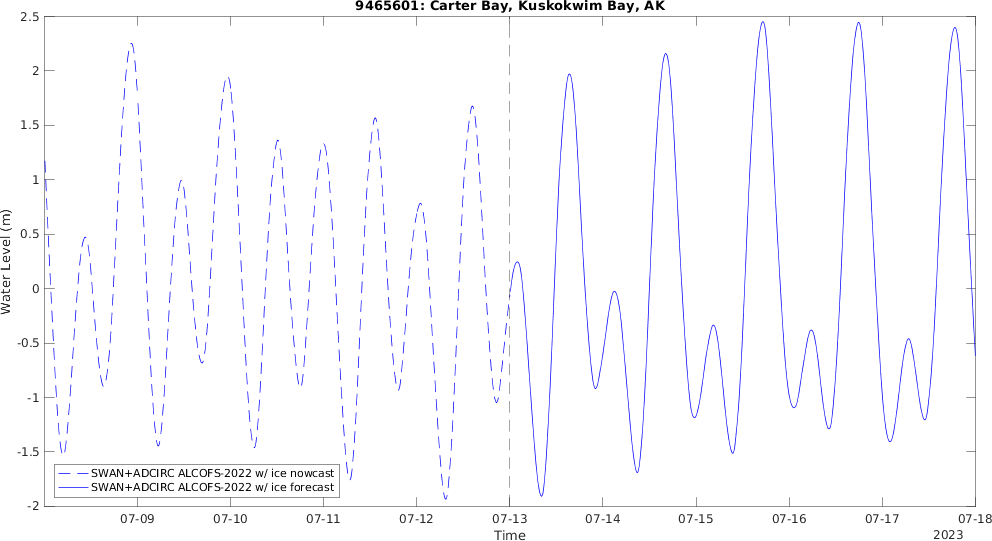 9465601: Carter Bay, Kuskokwim Bay, AK
2.5
2
1.5
1
0.5
0
-0.5
-1
-1.5
-2
Water Level (m)
SWAN+ADCIRC ALCOFS-2022 w/ ice nowcast
SWAN+ADCIRC ALCOFS-2022 w/ ice forecast
07-09 07-10 07-11 07-12 07-13 07-14 07-15 07-16 07-17 07-18
Time
2023